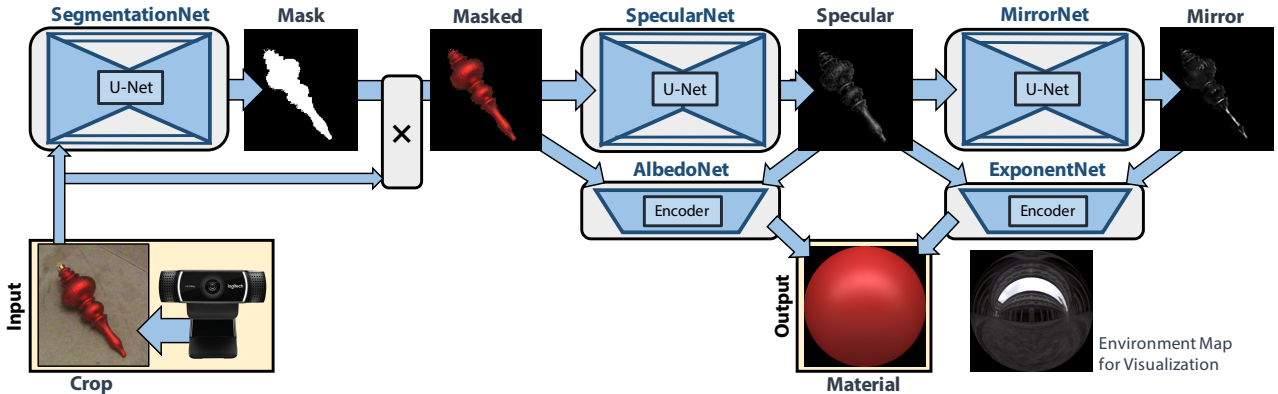 SegmentationNet
Mask
Masked
SpecularNet
Specular
MirrorNet
Mirror
U-Net
×
U-Net
U-Net
AlbedoNet
ExponentNet
Encoder
Encoder
Input
logitech
Crop
Output
Material
Environment Map
for Visualization